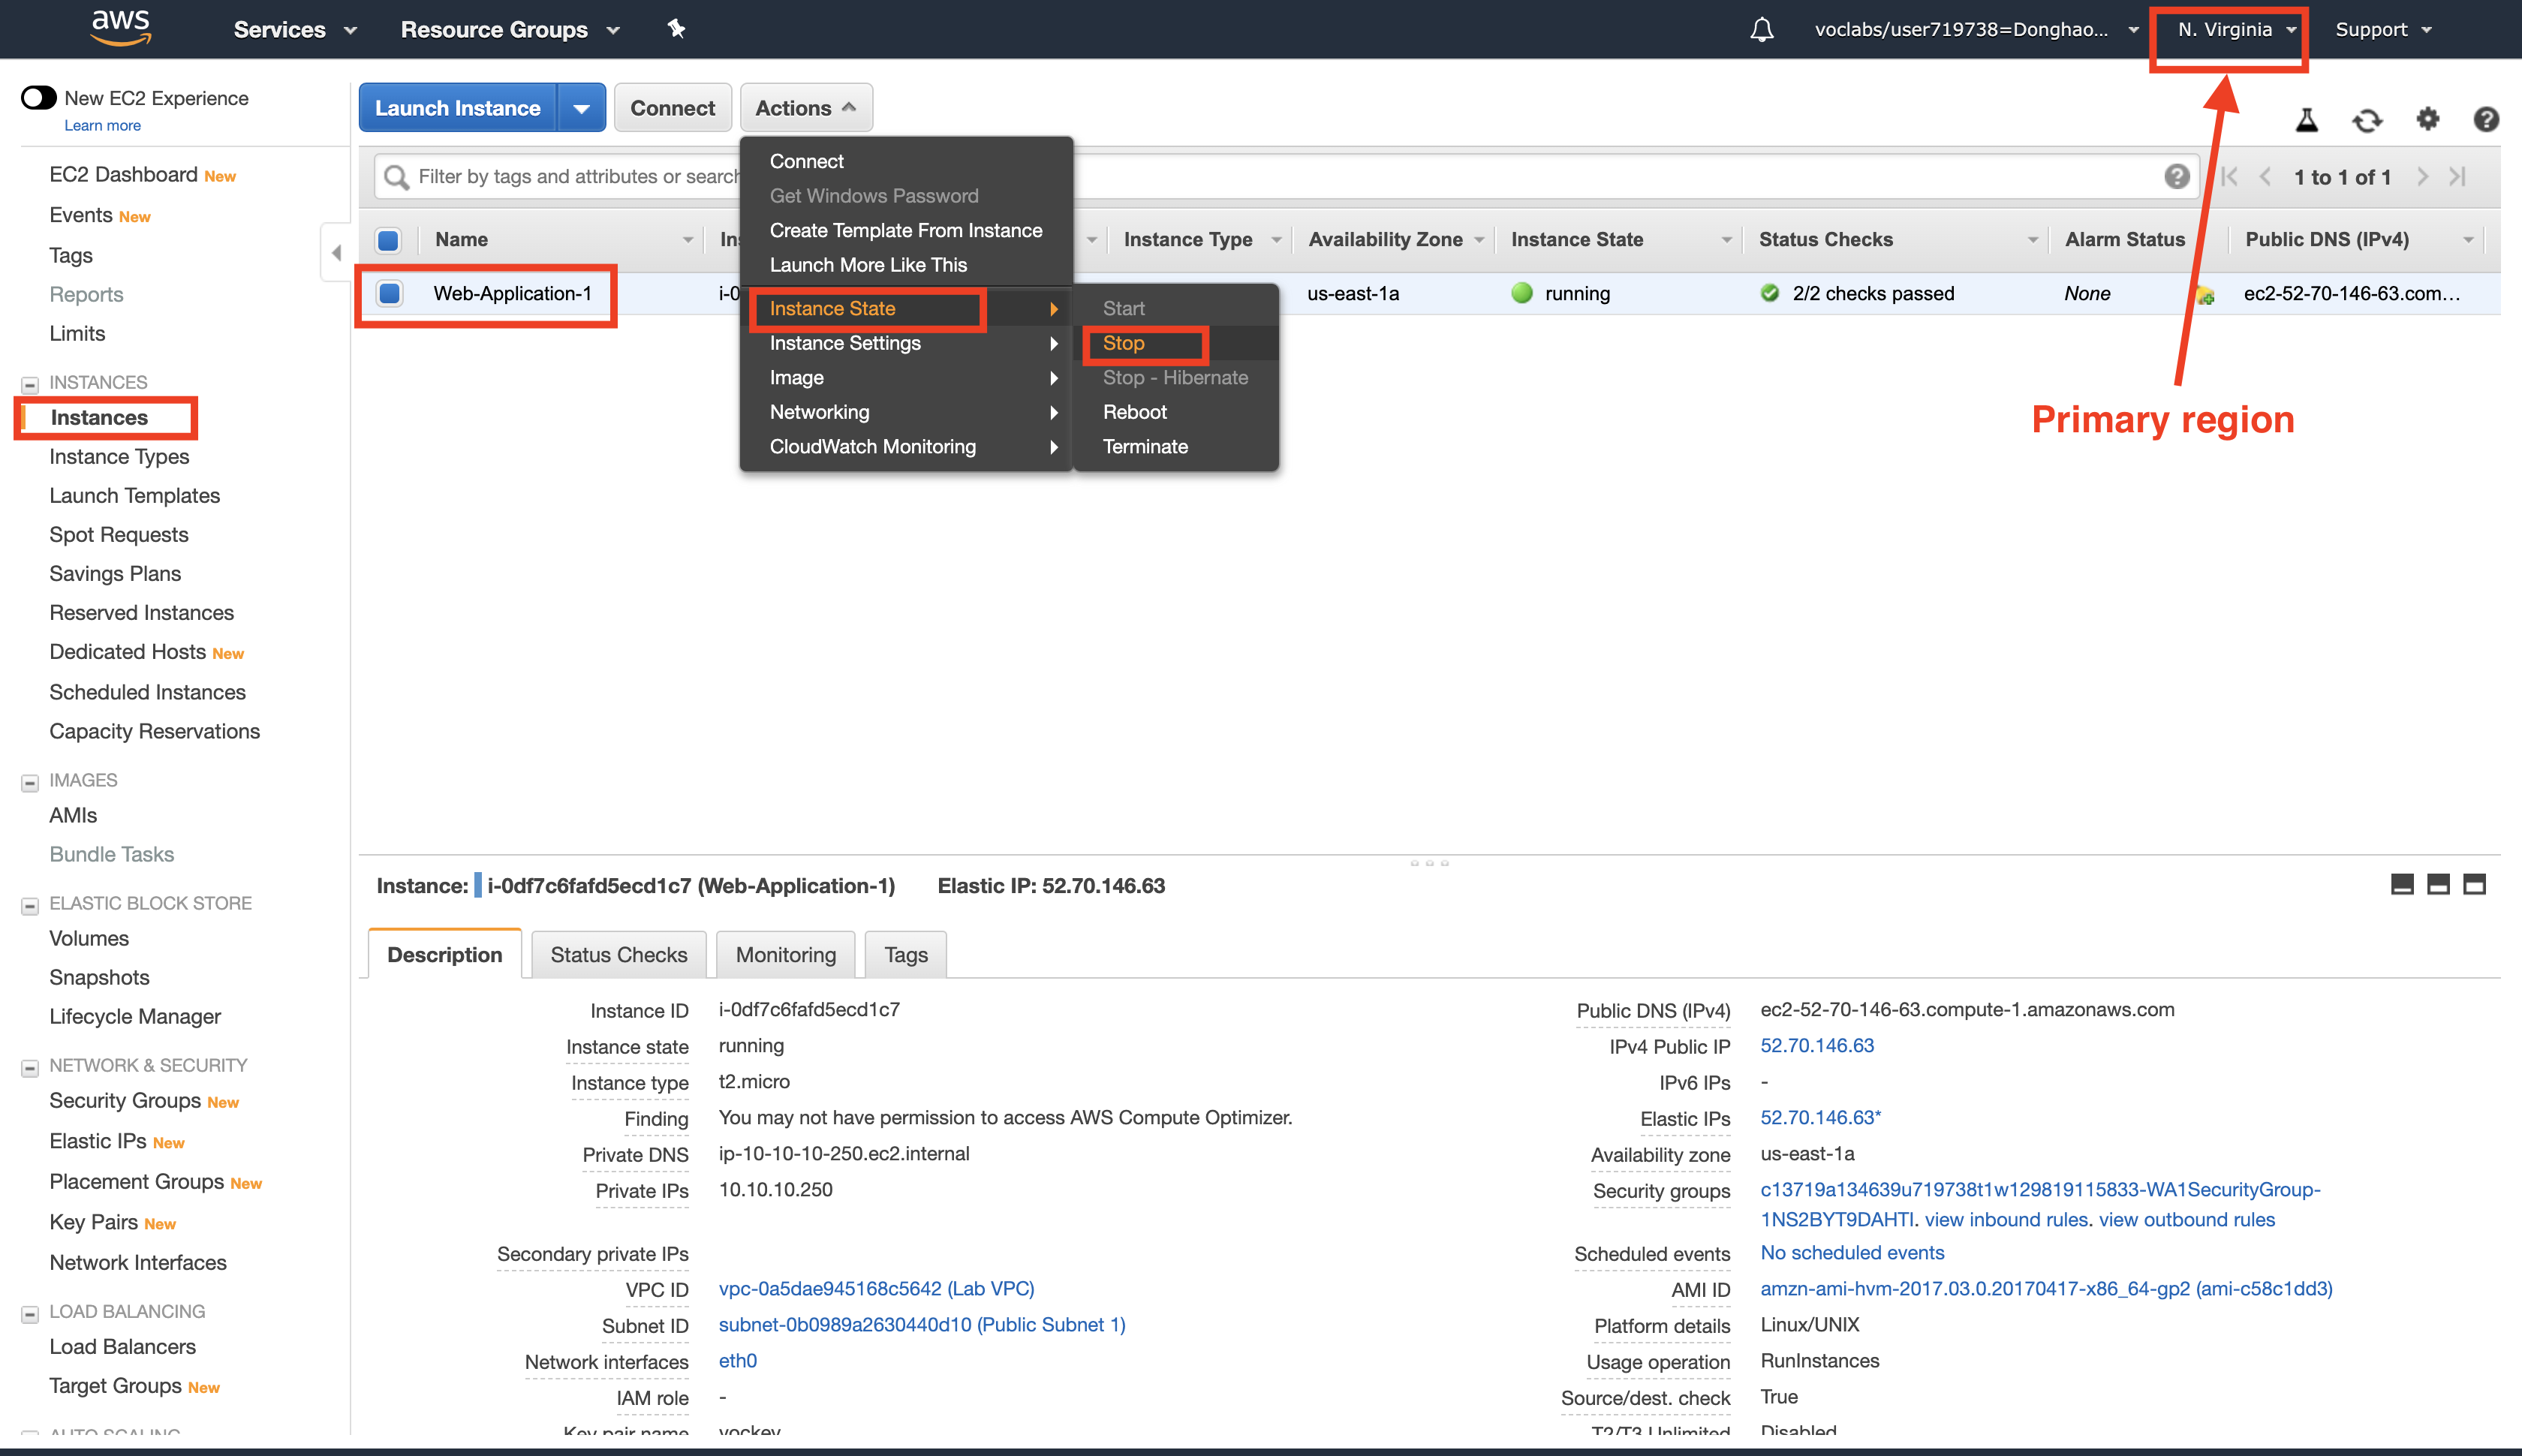 aws Services Resource Groups voclabs/user719738=Donghao... N. Virginia Support
New EC2 Experience
Learn more
EC2 Dashboard New
Events New
Tags
Reports
Limits
INSTANCES
Instances
Instance Types
Launch Templates
Spot Requests
Savings Plans
Reserved Instances
Dedicated Hosts New
Scheduled Instances
Capacity Reservations
IMAGES
AMIs
Bundle Tasks
ELASTIC BLOCK STORE
Volumes
Snapshots
Lifecycle Manager
NETWORK & SECURITY
Security Groups New
Elastic IPs New
Placement Groups New
Key Pairs New
Network Interfaces
LOAD BALANCING
Load Balancers
Target Groups New
AUTO SCALING
Launch Instance Connect Actions
Filter by tags and attributes or search 1 to 1 of 1
Name Ins Instance Type Availability Zone Instance State Status Checks Alarm Status Public DNS (IPv4)
Web-Application-1 i-0 us-east-1a running 2/2 checks passed None ec2-52-70-146-63.com...
Connect
Get Windows Password
Create Template From Instance
Launch More Like This
Instance State
Instance Settings
Image
Networking
CloudWatch Monitoring
Start
Stop
Stop - Hibernate
Reboot
Terminate
Primary region
Instance: i-0df7c6fafd5ecd1c7 (Web-Application-1) Elastic IP: 52.70.146.63
Description Status Checks Monitoring Tags
Instance ID i-0df7c6fafd5ecd1c7
Instance state running
Instance type t2.micro
Finding You may not have permission to access AWS Compute Optimizer.
Private DNS ip-10-10-10-250.ec2.internal
Private IPs 10.10.10.250
Secondary private IPs
VPC ID vpc-0a5dae945168c5642 (Lab VPC)
Subnet ID subnet-0b0989a2630440d10 (Public Subnet 1)
Network interfaces eth0
IAM role -
Key pair name vockey
Public DNS (IPv4) ec2-52-70-146-63.compute-1.amazonaws.com
IPv4 Public IP 52.70.146.63
IPv6 IPs -
Elastic IPs 52.70.146.63*
Availability zone us-east-1a
Security groups c13719a134639u719738t1w129819115833-WA1SecurityGroup-
1NS2BYT9DAHTI. view inbound rules. view outbound rules
Scheduled events No scheduled events
AMI ID amzn-ami-hvm-2017.03.0.20170417-x86_64-gp2 (ami-c58c1dd3)
Platform details Linux/UNIX
Usage operation RunInstances
Source/dest. check True
T2/T3 Unlimited Disabled